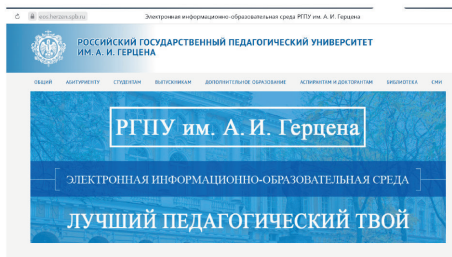 eios.herzen.spb.ru Электронная информационно-образовательная среда РГПУ им. А. И. Герцена
РОССИЙСКИЙ ГОСУДАРСТВЕННЫЙ ПЕДАГОГИЧЕСКИЙ УНИВЕРСИТЕТ
ИМ. А. И. ГЕРЦЕНА
ОБЩИЙ АБИТУРИЕНТУ СТУДЕНТАМ ВЫПУСКНИКАМ ДОПОЛНИТЕЛЬНОЕ ОБРАЗОВАНИЕ АСПИРАНТАМ И ДОКТОРАНТАМ БИБЛИОТЕКА СМИ
РГПУ им. А. И. Герцена
ЭЛЕКТРОННАЯ ИНФОРМАЦИОННО-ОБРАЗОВАТЕЛЬНАЯ СРЕДА
ЛУЧШИЙ ПЕДАГОГИЧЕСКИЙ ТВОЙ